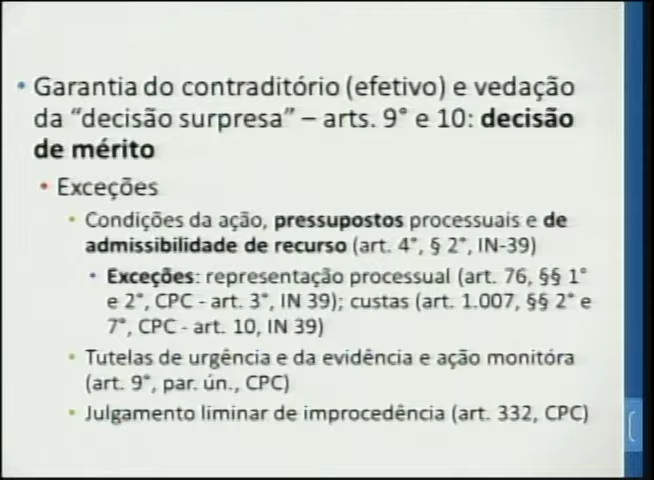 • Garantia do contraditório (efetivo) e vedação
da “decisão surpresa” – arts. 9° e 10: decisão
de mérito
• Exceções
• Condições da ação, pressupostos processuais e de
admissibilidade de recurso (art. 4°, § 2°, IN-39)
• Exceções: representação processual (art. 76, §§ 1°
e 2°, CPC - art. 3°, IN 39); custas (art. 1.007, §§ 2° e
7°, CPC - art. 10, IN 39)
• Tutelas de urgência e da evidência e ação monitóra
(art. 9°, par. ún., CPC)
• Julgamento liminar de improcedência (art. 332, CPC)